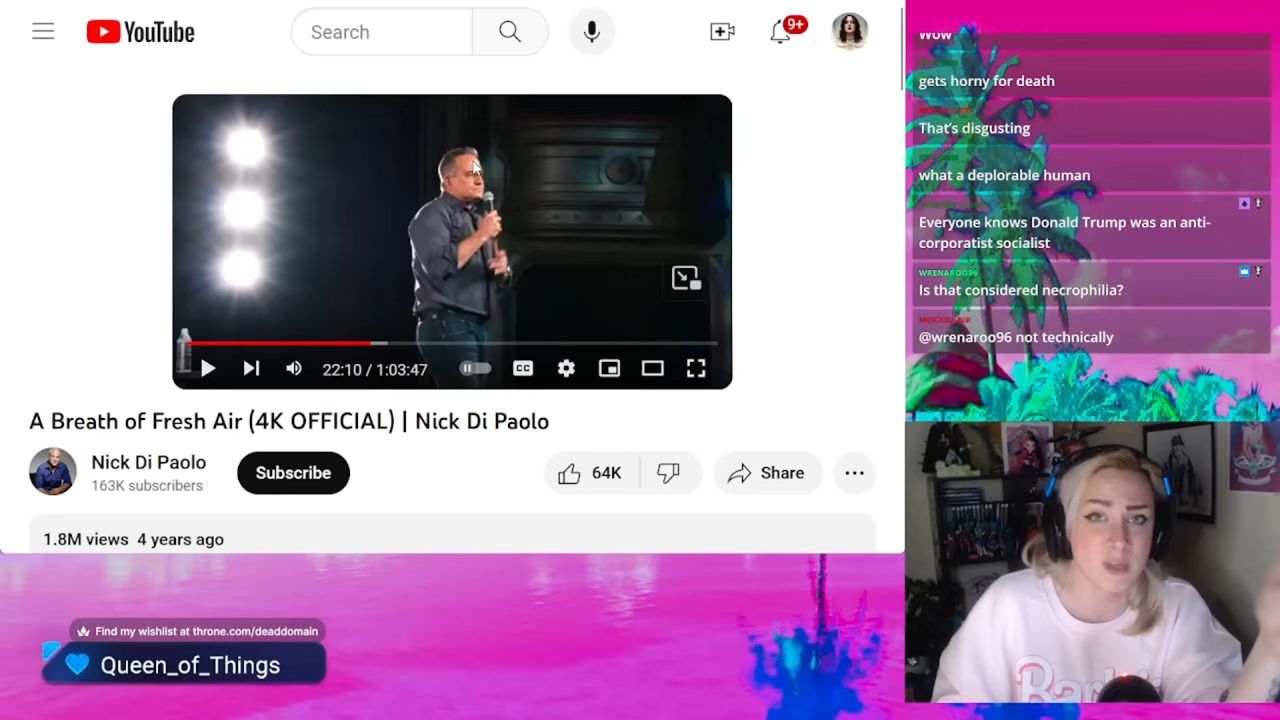 YouTube
Search
9+
22:10 / 1:03:47
CC
A Breath of Fresh Air (4K OFFICIAL) | Nick Di Paolo
Nick Di Paolo
163K subscribers
Subscribe
64K
Share
1.8M views 4 years ago
Find my wishlist at throne.com/deaddomain
Queen_of_Things
Wow
gets horny for death
That's disgusting
what a deplorable human
Everyone knows Donald Trump was an anti-
corporatist socialist
WRENAROO96
Is that considered necrophilia?
@wrenaroo96 not technically